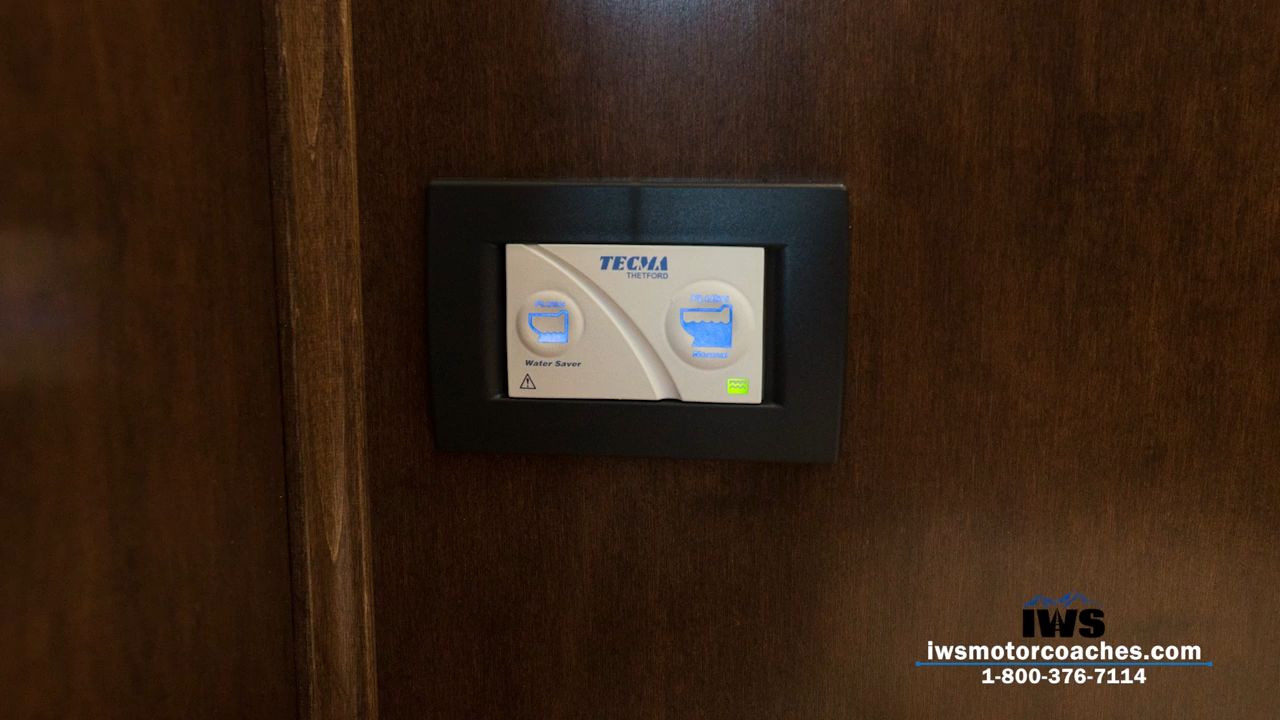 TECMA
THETFORD
Water Saver
IWS
iwsmotorcoaches.com
1-800-376-7114